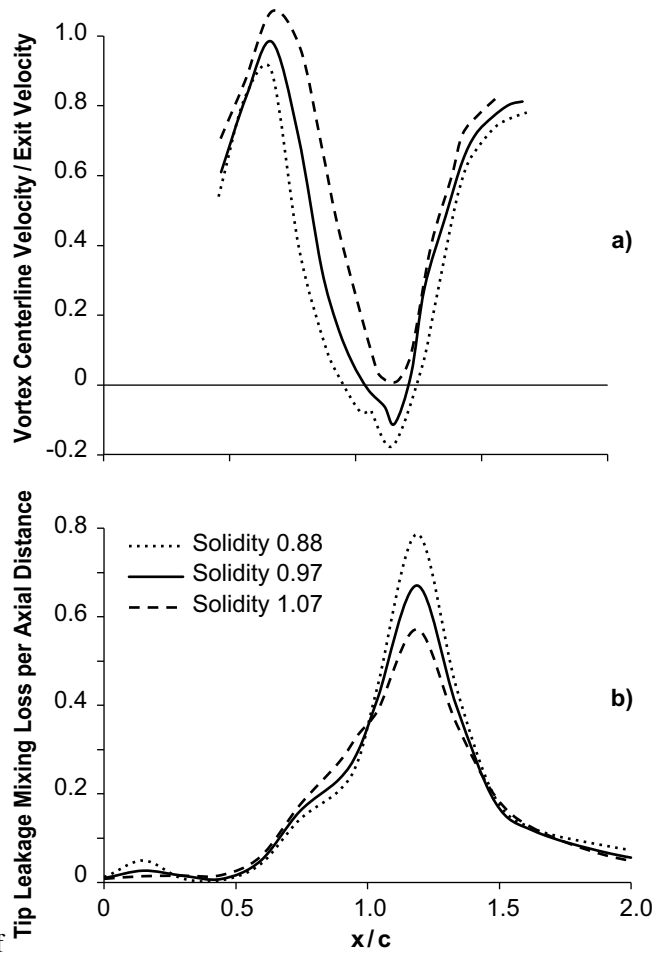 Vortex Centerline Velocity / Exit Velocity
1.0
0.8
0.6
0.4
0.2
0
-0.2
a)
Tip Leakage Mixing Loss per Axial Distance
0.8
0.6
0.4
0.2
0
Solidity 0.88
Solidity 0.97
Solidity 1.07
b)
0
0.5
1.0
1.5
2.0
x/c